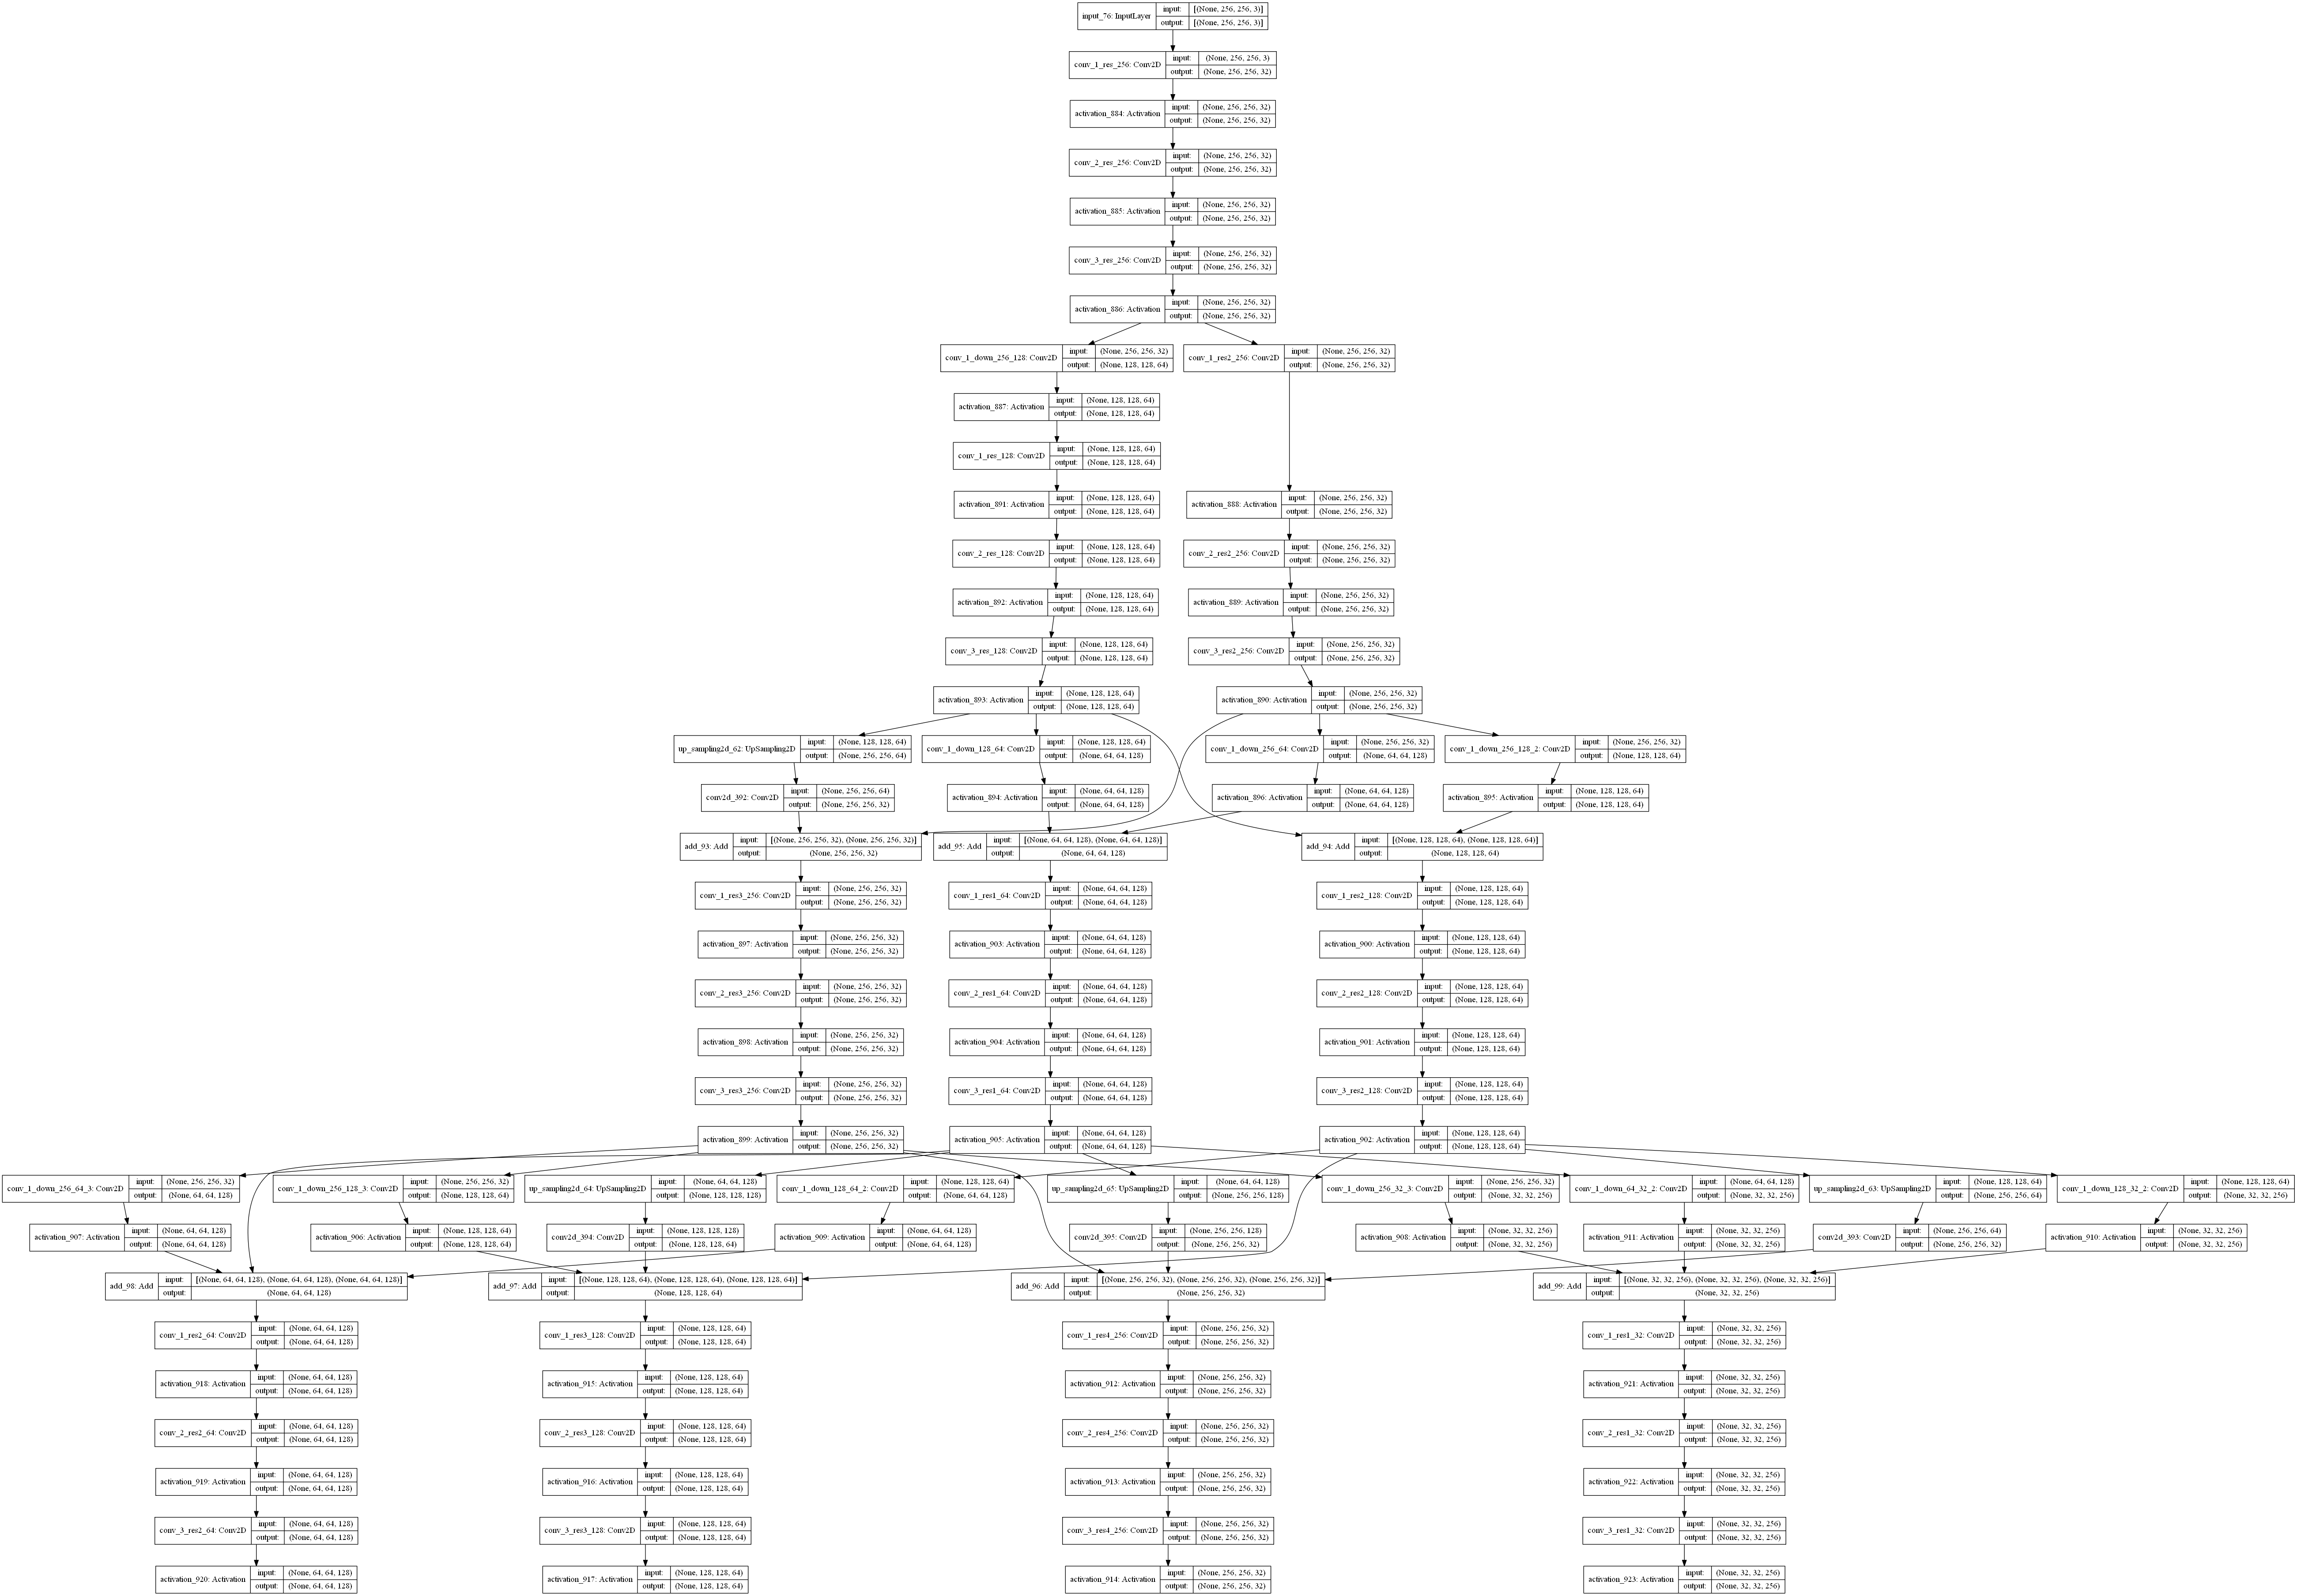 input_76: InputLayer input: [(None, 256, 256, 3)]
output: [(None, 256, 256, 3)]
conv_1_res_256: Conv2D input: (None, 256, 256, 3)
output: (None, 256, 256, 32)
activation_884: Activation input: (None, 256, 256, 32)
output: (None, 256, 256, 32)
conv_2_res_256: Conv2D input: (None, 256, 256, 32)
output: (None, 256, 256, 32)
activation_885: Activation input: (None, 256, 256, 32)
output: (None, 256, 256, 32)
conv_3_res_256: Conv2D input: (None, 256, 256, 32)
output: (None, 256, 256, 32)
activation_886: Activation input: (None, 256, 256, 32)
output: (None, 256, 256, 32)
conv_1_down_256_128: Conv2D input: (None, 256, 256, 32)
output: (None, 128, 128, 64)
conv_1_res2_256: Conv2D input: (None, 256, 256, 32)
output: (None, 256, 256, 32)
activation_887: Activation input: (None, 128, 128, 64)
output: (None, 128, 128, 64)
conv_1_res_128: Conv2D input: (None, 128, 128, 64)
output: (None, 128, 128, 64)
activation_891: Activation input: (None, 128, 128, 64)
output: (None, 128, 128, 64)
activation_888: Activation input: (None, 256, 256, 32)
output: (None, 256, 256, 32)
conv_2_res_128: Conv2D input: (None, 128, 128, 64)
output: (None, 128, 128, 64)
conv_2_res2_256: Conv2D input: (None, 256, 256, 32)
output: (None, 256, 256, 32)
activation_892: Activation input: (None, 128, 128, 64)
output: (None, 128, 128, 64)
activation_889: Activation input: (None, 256, 256, 32)
output: (None, 256, 256, 32)
conv_3_res_128: Conv2D input: (None, 128, 128, 64)
output: (None, 128, 128, 64)
conv_3_res2_256: Conv2D input: (None, 256, 256, 32)
output: (None, 256, 256, 32)
activation_893: Activation input: (None, 128, 128, 64)
output: (None, 128, 128, 64)
activation_890: Activation input: (None, 256, 256, 32)
output: (None, 256, 256, 32)
up_sampling2d_62: UpSampling2D input: (None, 128, 128, 64)
output: (None, 256, 256, 64)
conv_1_down_128_64: Conv2D input: (None, 128, 128, 64)
output: (None, 64, 64, 128)
conv_1_down_256_64: Conv2D input: (None, 256, 256, 32)
output: (None, 64, 64, 128)
conv_1_down_256_128_2: Conv2D input: (None, 256, 256, 32)
output: (None, 128, 128, 64)
conv2d_392: Conv2D input: (None, 256, 256, 64)
output: (None, 256, 256, 32)
activation_894: Activation input: (None, 64, 64, 128)
output: (None, 64, 64, 128)
activation_896: Activation input: (None, 64, 64, 128)
output: (None, 64, 64, 128)
activation_895: Activation input: (None, 128, 128, 64)
output: (None, 128, 128, 64)
add_93: Add input: [(None, 256, 256, 32), (None, 256, 256, 32)]
output: (None, 256, 256, 32)
add_95: Add input: [(None, 64, 64, 128), (None, 64, 64, 128)]
output: (None, 64, 64, 128)
add_94: Add input: [(None, 128, 128, 64), (None, 128, 128, 64)]
output: (None, 128, 128, 64)
conv_1_res3_256: Conv2D input: (None, 256, 256, 32)
output: (None, 256, 256, 32)
conv_1_res1_64: Conv2D input: (None, 64, 64, 128)
output: (None, 64, 64, 128)
conv_1_res2_128: Conv2D input: (None, 128, 128, 64)
output: (None, 128, 128, 64)
activation_897: Activation input: (None, 256, 256, 32)
output: (None, 256, 256, 32)
activation_903: Activation input: (None, 64, 64, 128)
output: (None, 64, 64, 128)
activation_900: Activation input: (None, 128, 128, 64)
output: (None, 128, 128, 64)
conv_2_res3_256: Conv2D input: (None, 256, 256, 32)
output: (None, 256, 256, 32)
conv_2_res1_64: Conv2D input: (None, 64, 64, 128)
output: (None, 64, 64, 128)
conv_2_res2_128: Conv2D input: (None, 128, 128, 64)
output: (None, 128, 128, 64)
activation_898: Activation input: (None, 256, 256, 32)
output: (None, 256, 256, 32)
activation_904: Activation input: (None, 64, 64, 128)
output: (None, 64, 64, 128)
activation_901: Activation input: (None, 128, 128, 64)
output: (None, 128, 128, 64)
conv_3_res3_256: Conv2D input: (None, 256, 256, 32)
output: (None, 256, 256, 32)
conv_3_res1_64: Conv2D input: (None, 64, 64, 128)
output: (None, 64, 64, 128)
conv_3_res2_128: Conv2D input: (None, 128, 128, 64)
output: (None, 128, 128, 64)
activation_899: Activation input: (None, 256, 256, 32)
output: (None, 256, 256, 32)
activation_905: Activation input: (None, 64, 64, 128)
output: (None, 64, 64, 128)
activation_902: Activation input: (None, 128, 128, 64)
output: (None, 128, 128, 64)
conv_1_down_256_64_3: Conv2D input: (None, 256, 256, 32)
output: (None, 64, 64, 128)
conv_1_down_256_128_3: Conv2D input: (None, 256, 256, 32)
output: (None, 128, 128, 64)
up_sampling2d_64: UpSampling2D input: (None, 64, 64, 128)
output: (None, 128, 128, 128)
conv_1_down_128_64_2: Conv2D input: (None, 128, 128, 64)
output: (None, 64, 64, 128)
up_sampling2d_65: UpSampling2D input: (None, 64, 64, 128)
output: (None, 256, 256, 128)
conv_1_down_256_32_3: Conv2D input: (None, 256, 256, 32)
output: (None, 32, 32, 256)
conv_1_down_64_32_2: Conv2D input: (None, 64, 64, 128)
output: (None, 32, 32, 256)
up_sampling2d_63: UpSampling2D input: (None, 128, 128, 64)
output: (None, 256, 256, 64)
conv_1_down_128_32_2: Conv2D input: (None, 128, 128, 64)
output: (None, 32, 32, 256)
activation_907: Activation input: (None, 64, 64, 128)
output: (None, 64, 64, 128)
activation_906: Activation input: (None, 128, 128, 64)
output: (None, 128, 128, 64)
conv2d_394: Conv2D input: (None, 128, 128, 128)
output: (None, 128, 128, 64)
activation_909: Activation input: (None, 64, 64, 128)
output: (None, 64, 64, 128)
conv2d_395: Conv2D input: (None, 256, 256, 128)
output: (None, 256, 256, 32)
activation_908: Activation input: (None, 32, 32, 256)
output: (None, 32, 32, 256)
activation_911: Activation input: (None, 32, 32, 256)
output: (None, 32, 32, 256)
conv2d_393: Conv2D input: (None, 256, 256, 64)
output: (None, 256, 256, 32)
activation_910: Activation input: (None, 32, 32, 256)
output: (None, 32, 32, 256)
add_98: Add input: [(None, 64, 64, 128), (None, 64, 64, 128), (None, 64, 64, 128)]
output: (None, 64, 64, 128)
add_97: Add input: [(None, 128, 128, 64), (None, 128, 128, 64), (None, 128, 128, 64)]
output: (None, 128, 128, 64)
add_96: Add input: [(None, 256, 256, 32), (None, 256, 256, 32), (None, 256, 256, 32)]
output: (None, 256, 256, 32)
add_99: Add input: [(None, 32, 32, 256), (None, 32, 32, 256), (None, 32, 32, 256)]
output: (None, 32, 32, 256)
conv_1_res2_64: Conv2D input: (None, 64, 64, 128)
output: (None, 64, 64, 128)
conv_1_res3_128: Conv2D input: (None, 128, 128, 64)
output: (None, 128, 128, 64)
conv_1_res4_256: Conv2D input: (None, 256, 256, 32)
output: (None, 256, 256, 32)
conv_1_res1_32: Conv2D input: (None, 32, 32, 256)
output: (None, 32, 32, 256)
activation_918: Activation input: (None, 64, 64, 128)
output: (None, 64, 64, 128)
activation_915: Activation input: (None, 128, 128, 64)
output: (None, 128, 128, 64)
activation_912: Activation input: (None, 256, 256, 32)
output: (None, 256, 256, 32)
activation_921: Activation input: (None, 32, 32, 256)
output: (None, 32, 32, 256)
conv_2_res2_64: Conv2D input: (None, 64, 64, 128)
output: (None, 64, 64, 128)
conv_2_res3_128: Conv2D input: (None, 128, 128, 64)
output: (None, 128, 128, 64)
conv_2_res4_256: Conv2D input: (None, 256, 256, 32)
output: (None, 256, 256, 32)
conv_2_res1_32: Conv2D input: (None, 32, 32, 256)
output: (None, 32, 32, 256)
activation_919: Activation input: (None, 64, 64, 128)
output: (None, 64, 64, 128)
activation_916: Activation input: (None, 128, 128, 64)
output: (None, 128, 128, 64)
activation_913: Activation input: (None, 256, 256, 32)
output: (None, 256, 256, 32)
activation_922: Activation input: (None, 32, 32, 256)
output: (None, 32, 32, 256)
conv_3_res2_64: Conv2D input: (None, 64, 64, 128)
output: (None, 64, 64, 128)
conv_3_res3_128: Conv2D input: (None, 128, 128, 64)
output: (None, 128, 128, 64)
conv_3_res4_256: Conv2D input: (None, 256, 256, 32)
output: (None, 256, 256, 32)
conv_3_res1_32: Conv2D input: (None, 32, 32, 256)
output: (None, 32, 32, 256)
activation_920: Activation input: (None, 64, 64, 128)
output: (None, 64, 64, 128)
activation_917: Activation input: (None, 128, 128, 64)
output: (None, 128, 128, 64)
activation_914: Activation input: (None, 256, 256, 32)
output: (None, 256, 256, 32)
activation_923: Activation input: (None, 32, 32, 256)
output: (None, 32, 32, 256)